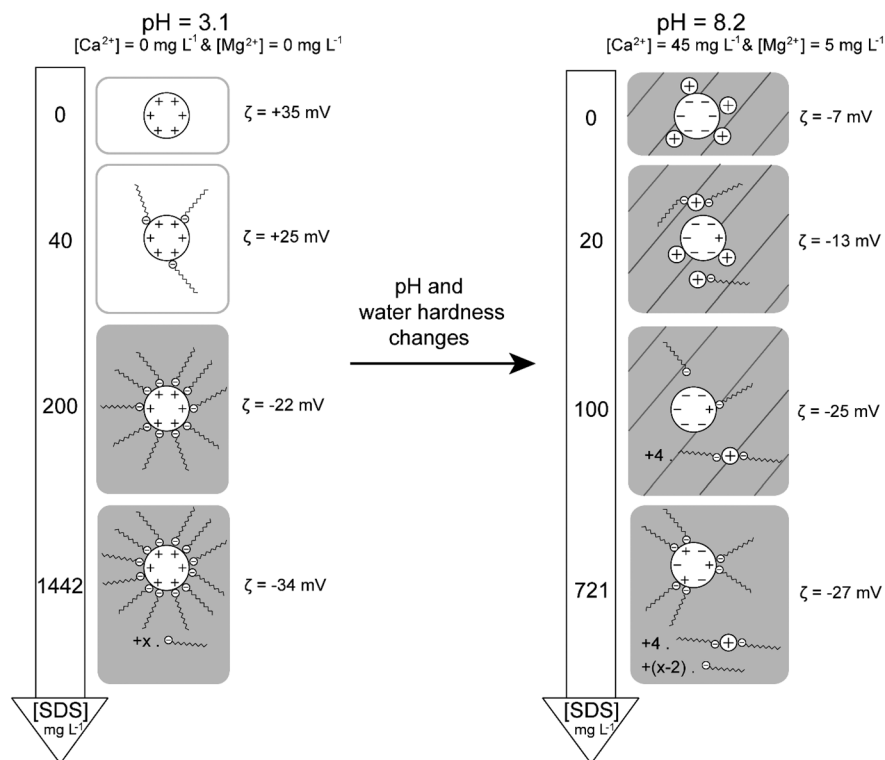 pH = 3.1
[Ca²⁺] = 0 mg L⁻¹ & [Mg²⁺] = 0 mg L⁻¹
0
ζ = +35 mV
40
ζ = +25 mV
200
ζ = -22 mV
1442
ζ = -34 mV
+x .
[SDS]
mg L⁻¹
pH and
water hardness
changes
pH = 8.2
[Ca²⁺] = 45 mg L⁻¹ & [Mg²⁺] = 5 mg L⁻¹
0
ζ = -7 mV
20
ζ = -13 mV
100
ζ = -25 mV
+4 .
721
ζ = -27 mV
+4 .
+(x-2) .
[SDS]
mg L⁻¹